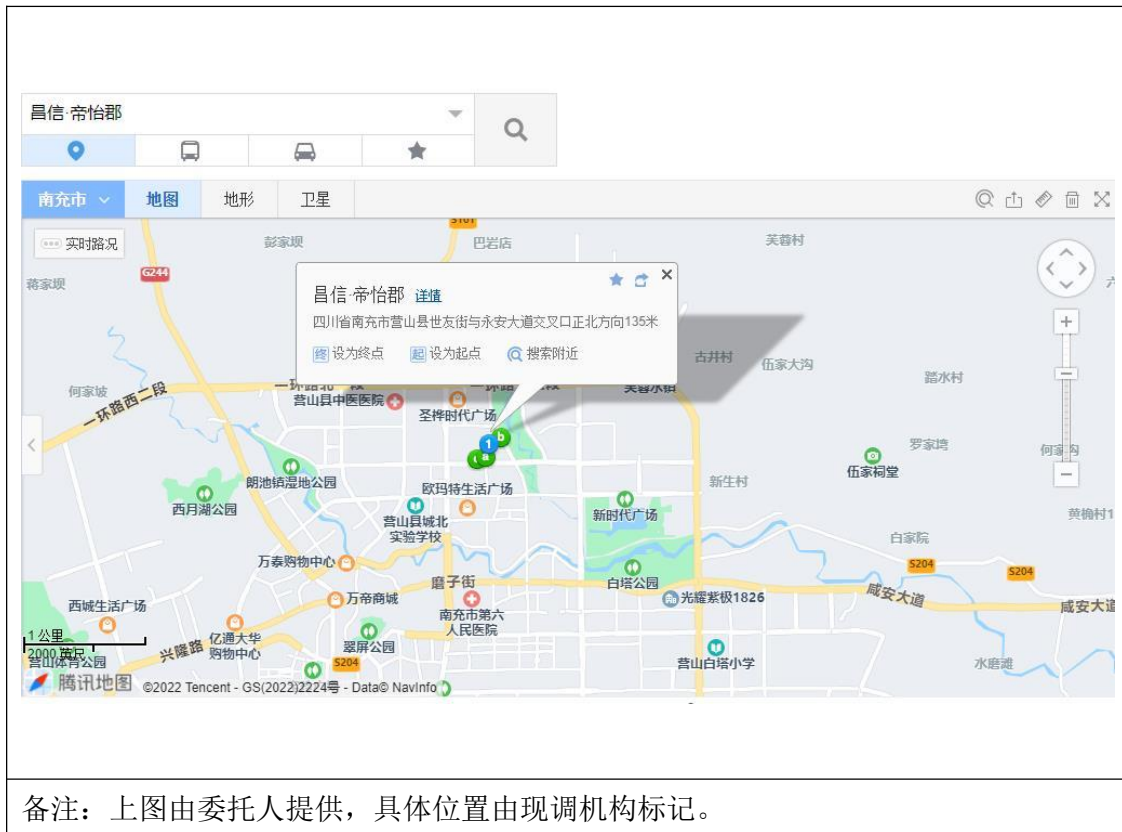 昌信·帝怡郡
南充市
地图
地形
卫星
S101
实时路况
彭家坝
巴岩店
芙蓉村
蒋家坝
G244
昌信·帝怡郡 详情
四川省南充市营山县世友街与永安大道交叉口正北方向135米
终 设为终点 起 设为起点 搜索附近
古井村
伍家大沟
踏水村
何家坡
一环路西二段
营山县中医医院
圣桦时代广场
1
b
a
罗家塆
伍家祠堂
朗池镇湿地公园
西月湖公园
欧玛特生活广场
新生村
营山县城北
实验学校
新时代广场
黄桷村1
白家院
万泰购物中心
磨子街
白塔公园
S204
S204
咸安大道
咸安大道
万帝商城
光耀紫极1826
南充市第六
人民医院
西城生活广场
亿通大华
购物中心
兴隆路
翠屏公园
S204
营山白塔小学
水磨滩
1 公里
2000 英尺
营山体育公园
腾讯地图 ©2022 Tencent - GS(2022)2224号 - Data© NavInfo
备注：上图由委托人提供，具体位置由现调机构标记。